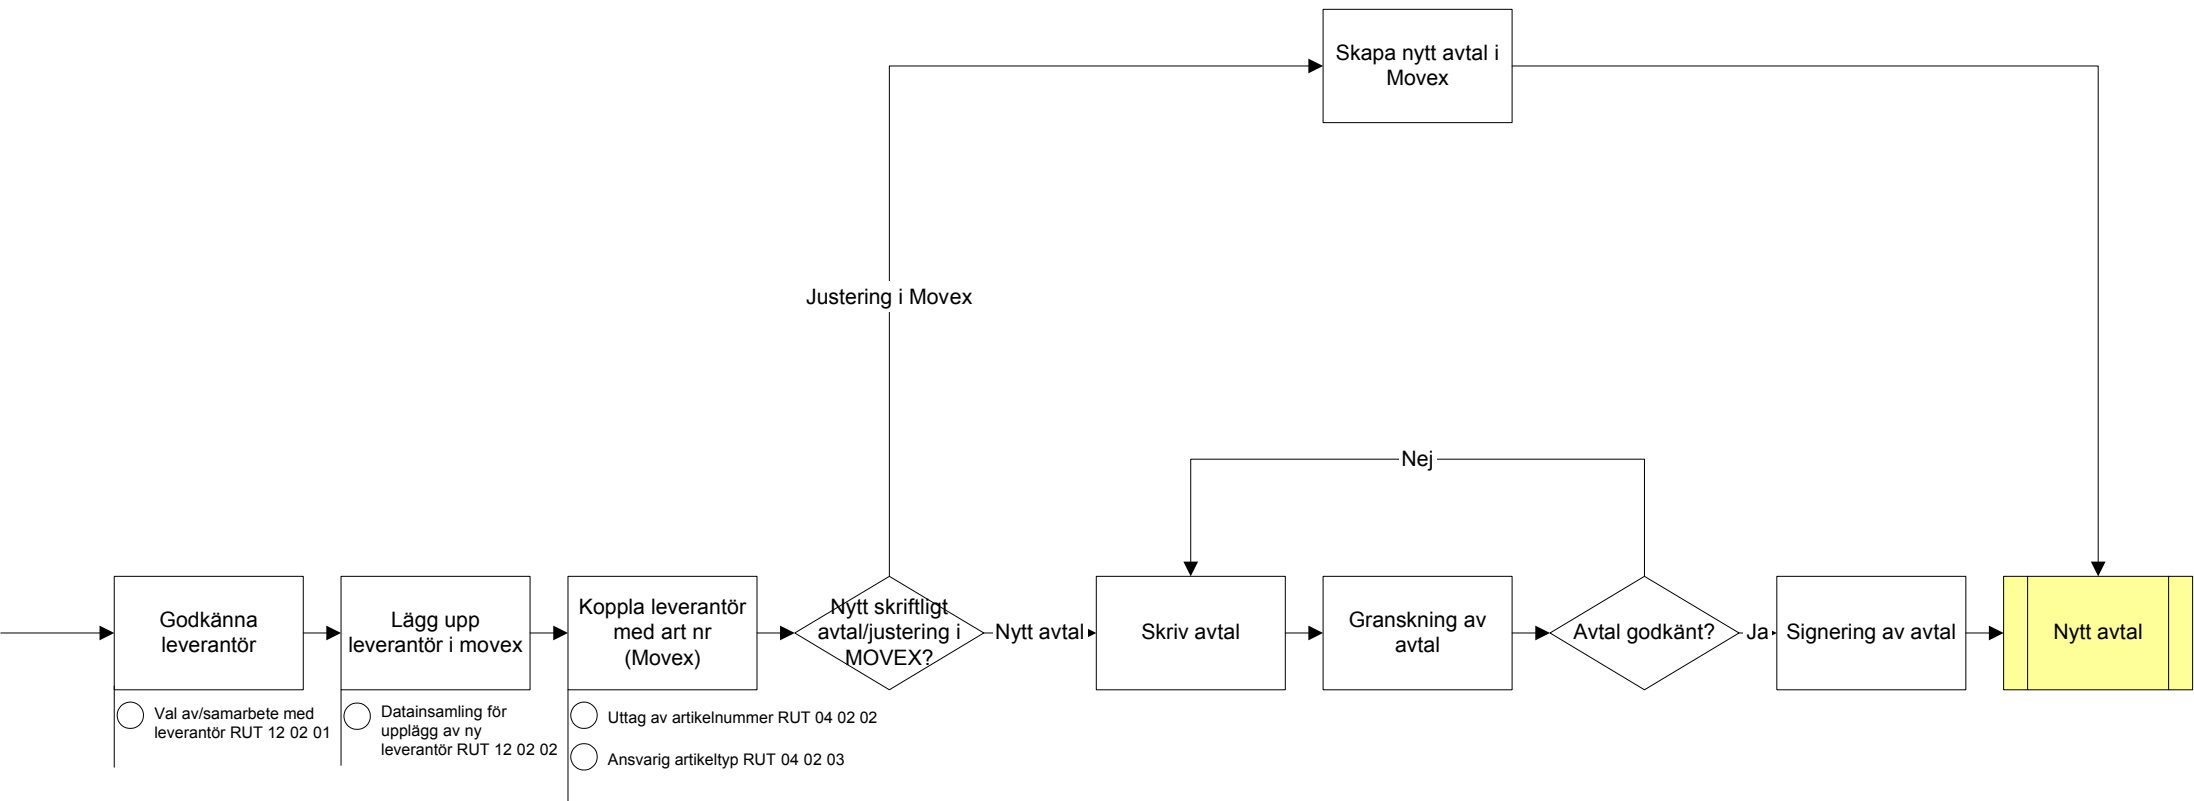 Skapa nytt avtal i
Movex
Justering i Movex
Nej
Godkänna
leverantör
Lägg upp
leverantör i movex
Koppla leverantör
med art nr
(Movex)
Nytt skriftligt
avtal/justering i
MOVEX?
Nytt avtal
Skriv avtal
Granskning av
avtal
Avtal godkänt?
Ja
Signering av avtal
Nytt avtal
Val av/samarbete med
leverantör RUT 12 02 01
Datainsamling för
upplägg av ny
leverantör RUT 12 02 02
Uttag av artikelnummer RUT 04 02 02
Ansvarig artikeltyp RUT 04 02 03